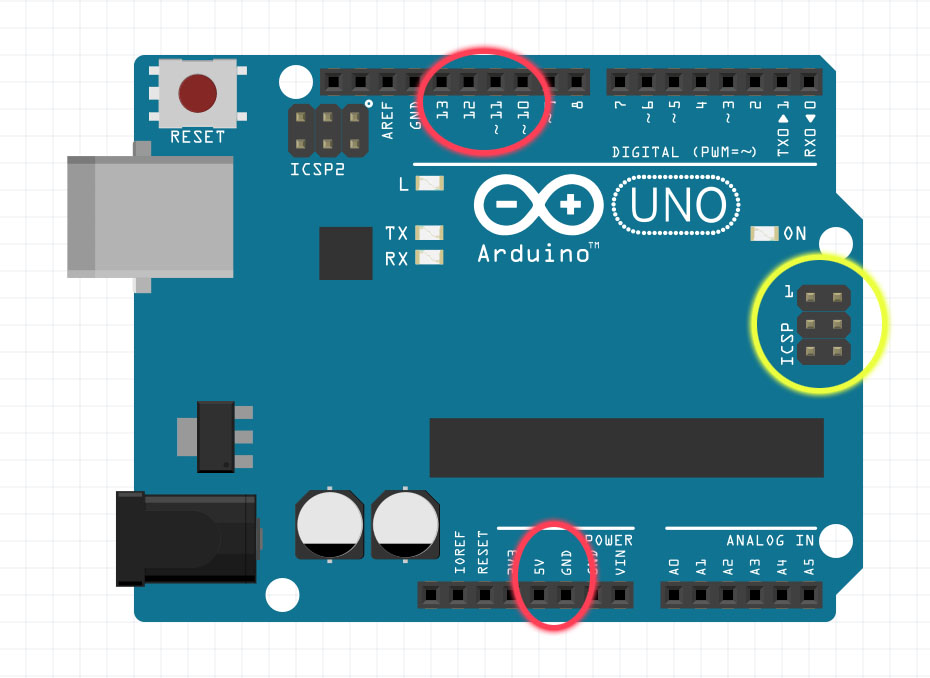 RESET
ICSP2
AREF
GND
13
12
~11
~10
~9
8
7
~6
~5
4
~3
2
TX0▶1
RX0◀0
DIGITAL (PWM=~)
L
TX
RX
Arduino™
UNO
ON
1
ICSP
IOREF
RESET
3V3
5V
GND
GND
VIN
POWER
ANALOG IN
A0
A1
A2
A3
A4
A5